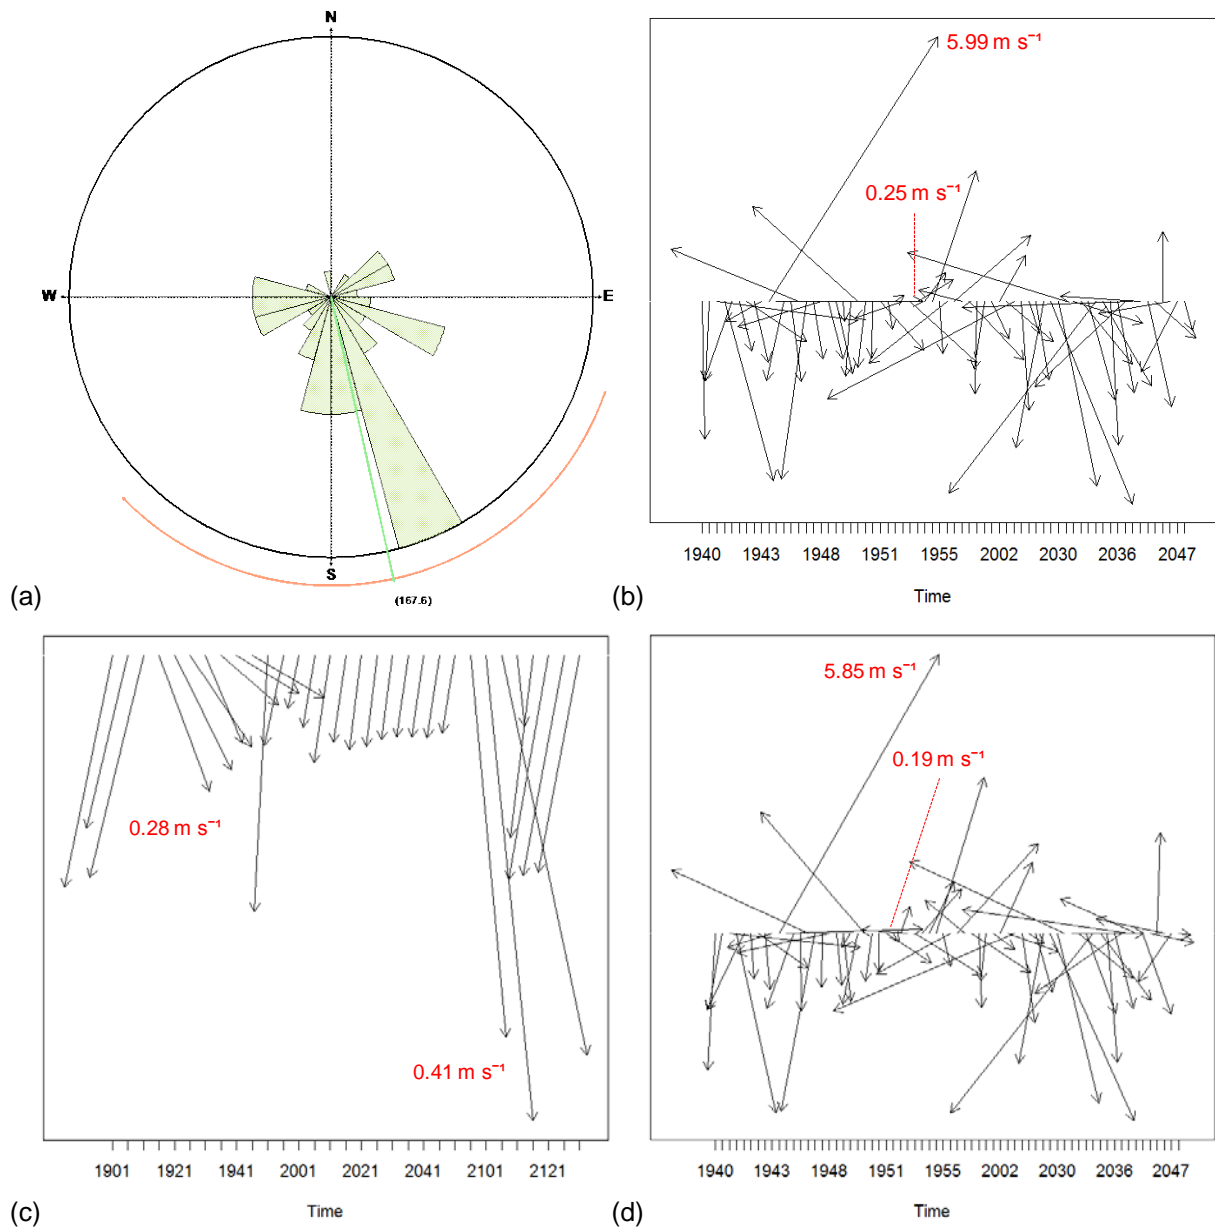 N
W
E
S
(167.6)
(a)
5.99 m s⁻¹
0.25 m s⁻¹
1940 1943 1948 1951 1955 2002 2030 2036 2047
Time
(b)
0.28 m s⁻¹
0.41 m s⁻¹
1901 1921 1941 2001 2021 2041 2101 2121
Time
(c)
5.85 m s⁻¹
0.19 m s⁻¹
1940 1943 1948 1951 1955 2002 2030 2036 2047
Time
(d)